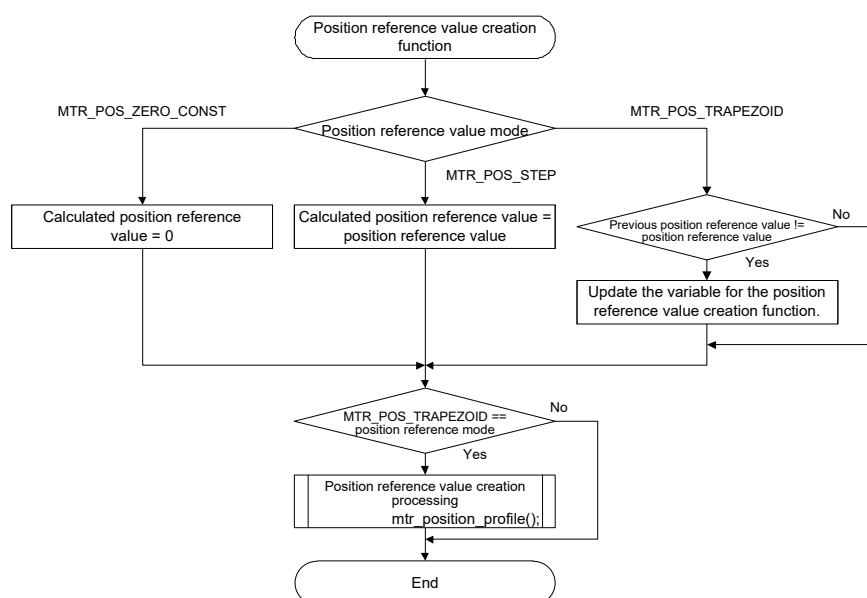 Position reference value creation
function
MTR_POS_ZERO_CONST
MTR_POS_TRAPEZOID
Position reference value mode
MTR_POS_STEP
Calculated position reference
value = 0
Calculated position reference value =
position reference value
Previous position reference value !=
position reference value
No
Yes
Update the variable for the position
reference value creation function.
MTR_POS_TRAPEZOID ==
position reference mode
No
Yes
Position reference value creation
processing
mtr_position_profile();
End